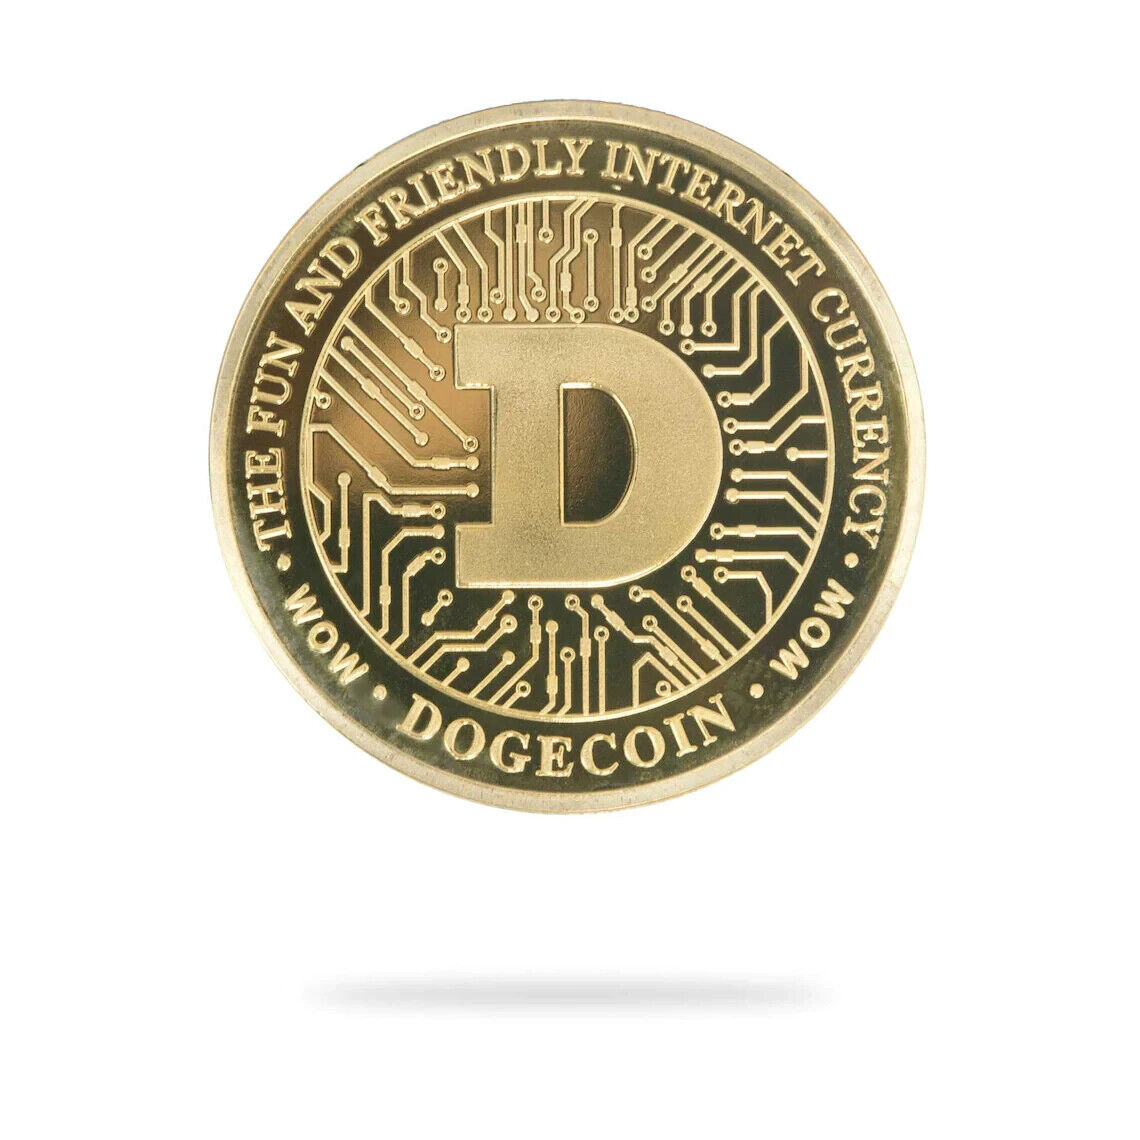 THE FUN AND FRIENDLY INTERNET CURRENCY
D
• WOW • DOGECOIN • WOW •